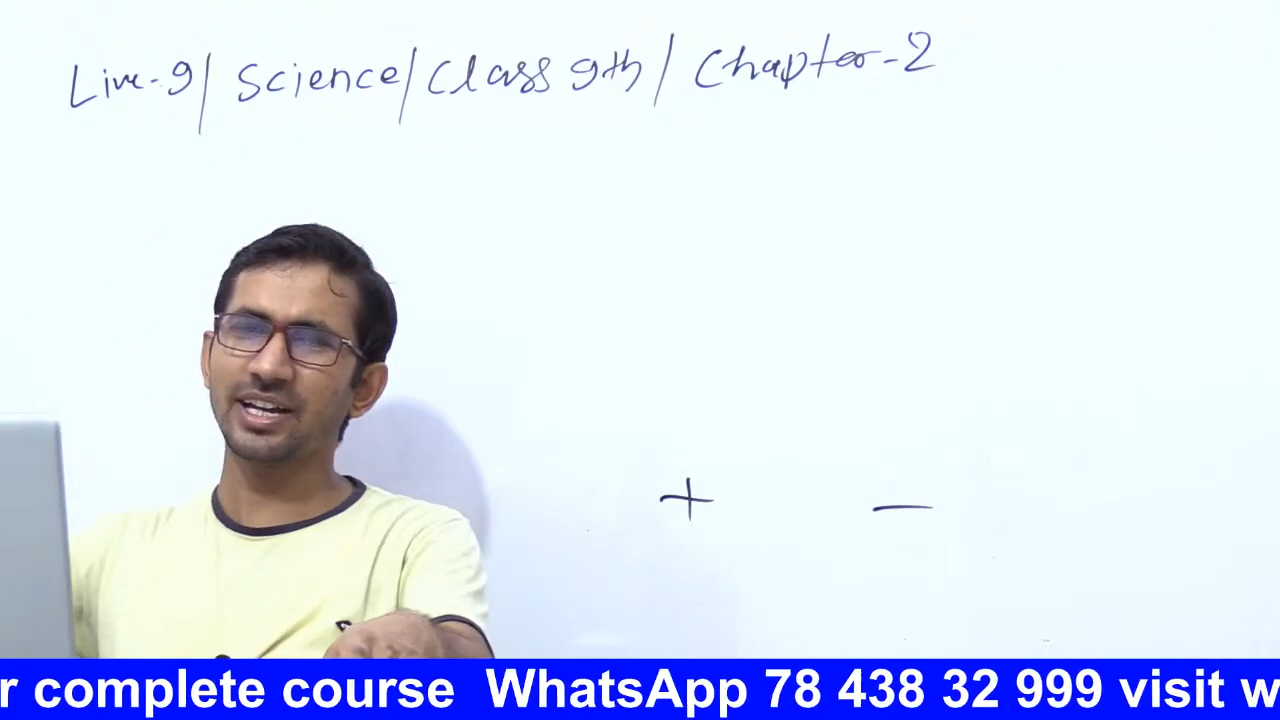 Live-9/ Science/ Class 9th/ Chapter-2
+ —
r complete course WhatsApp 78 438 32 999 visit w